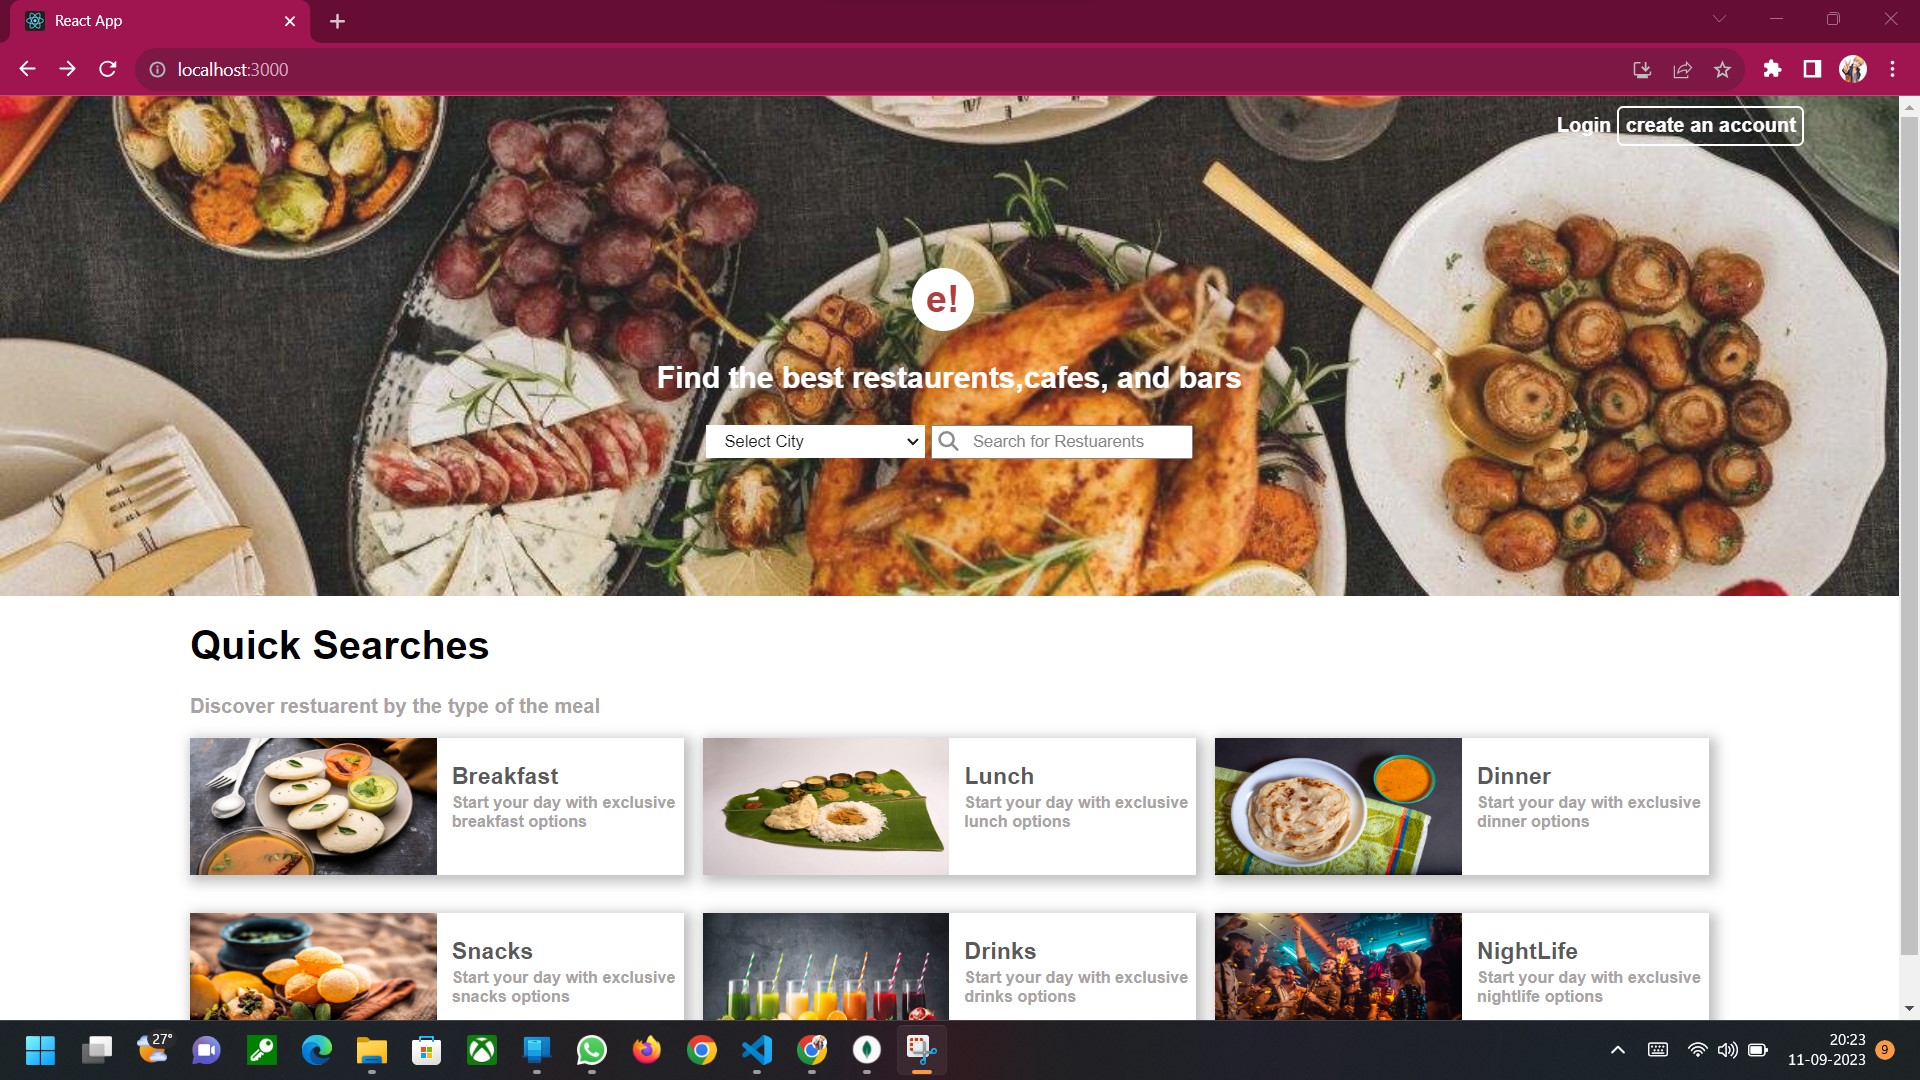 React App
localhost:3000
Login create an account
e!
Find the best restaurents,cafes, and bars
Select City
Search for Restuarents
Quick Searches
Discover restuarent by the type of the meal
Breakfast
Start your day with exclusive
breakfast options
Lunch
Start your day with exclusive
lunch options
Dinner
Start your day with exclusive
dinner options
Snacks
Start your day with exclusive
snacks options
Drinks
Start your day with exclusive
drinks options
NightLife
Start your day with exclusive
nightlife options
27°
20:23
11-09-2023
9